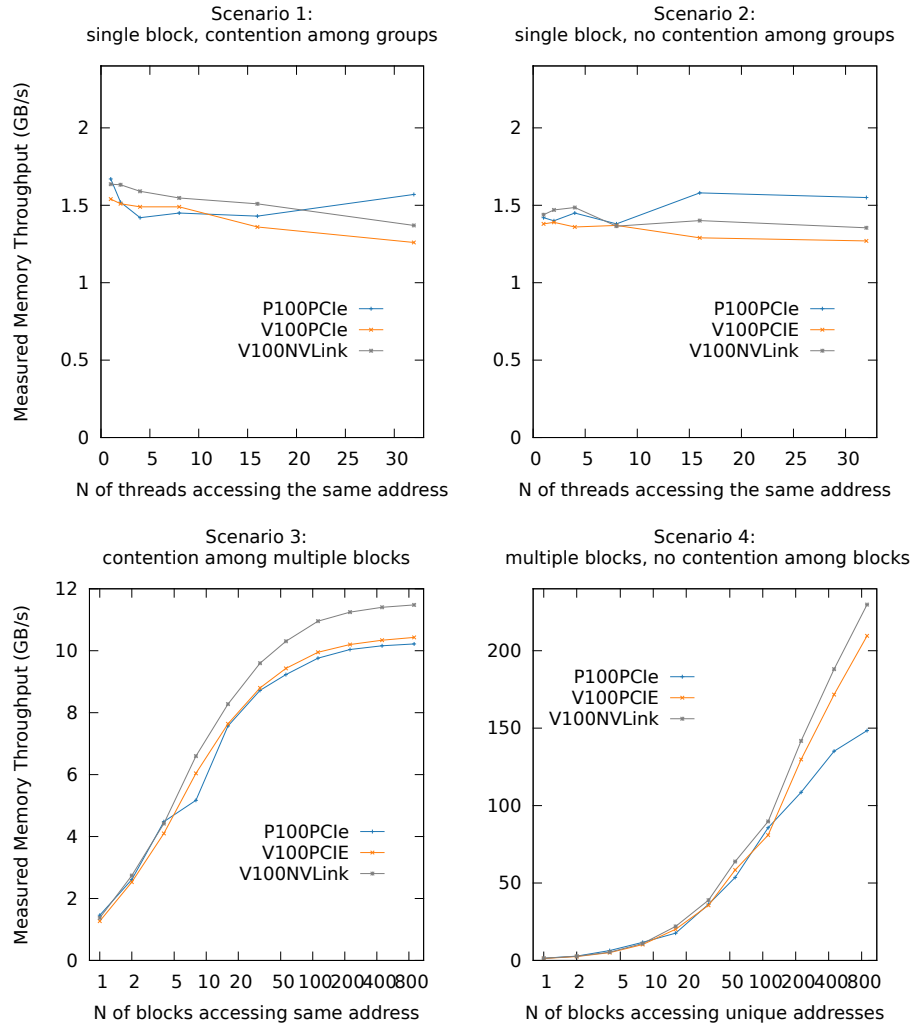 Scenario 1:
single block, contention among groups
Measured Memory Throughput (GB/s)
2
1.5
1
0.5
0
P100PCIe
V100PCIe
V100NVLink
0 5 10 15 20 25 30
N of threads accessing the same address
Scenario 2:
single block, no contention among groups
2
1.5
1
0.5
0
P100PCIe
V100PCIE
V100NVLink
0 5 10 15 20 25 30
N of threads accessing the same address
Scenario 3:
contention among multiple blocks
Measured Memory Throughput (GB/s)
12
10
8
6
4
2
0
P100PCIe
V100PCIE
V100NVLink
1 2 5 10 20 50 100 200 400 800
N of blocks accessing same address
Scenario 4:
multiple blocks, no contention among blocks
200
150
100
50
0
P100PCIe
V100PCIE
V100NVLink
1 2 5 10 20 50 100 200 400 800
N of blocks accessing unique addresses